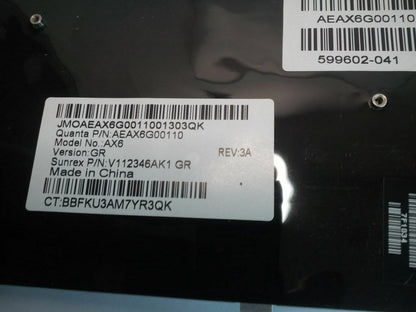 AEAX6G00110
599602-041
JMOAEAX6G0011001303QK
Quanta P/N:AEAX6G00110
Model No.:AX6
Version:GR REV:3A
Sunrex P/N:V112346AK1 GR
Made in China
CT:BBFKU3AM7YR3QK